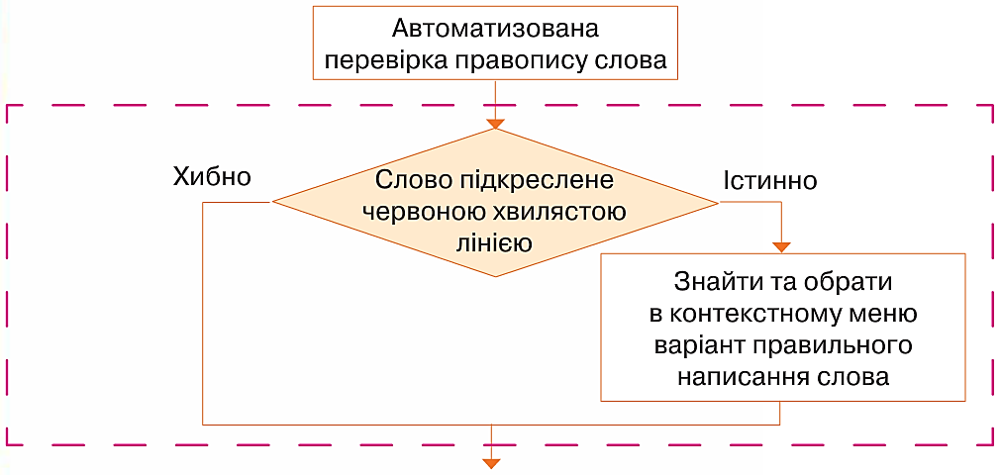 Автоматизована
перевірка правопису слова
Хибно
Істинно
Слово підкреслене
червоною хвилястою
лінією
Знайти та обрати
в контекстному меню
варіант правильного
написання слова